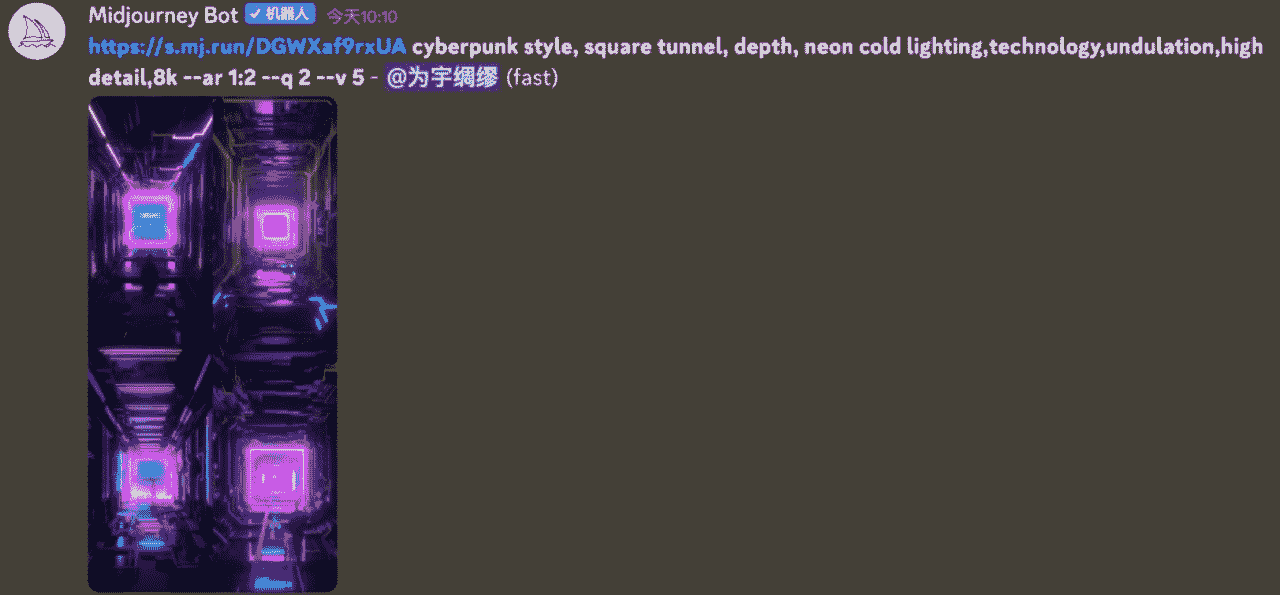 Midjourney Bot ✓ 机器人 今天10:10
https://s.mj.run/DGWXaf9rxUA cyberpunk style, square tunnel, depth, neon cold lighting,technology,undulation,high
detail,8k --ar 1:2 --q 2 --v 5 - @为宇绸缪 (fast)